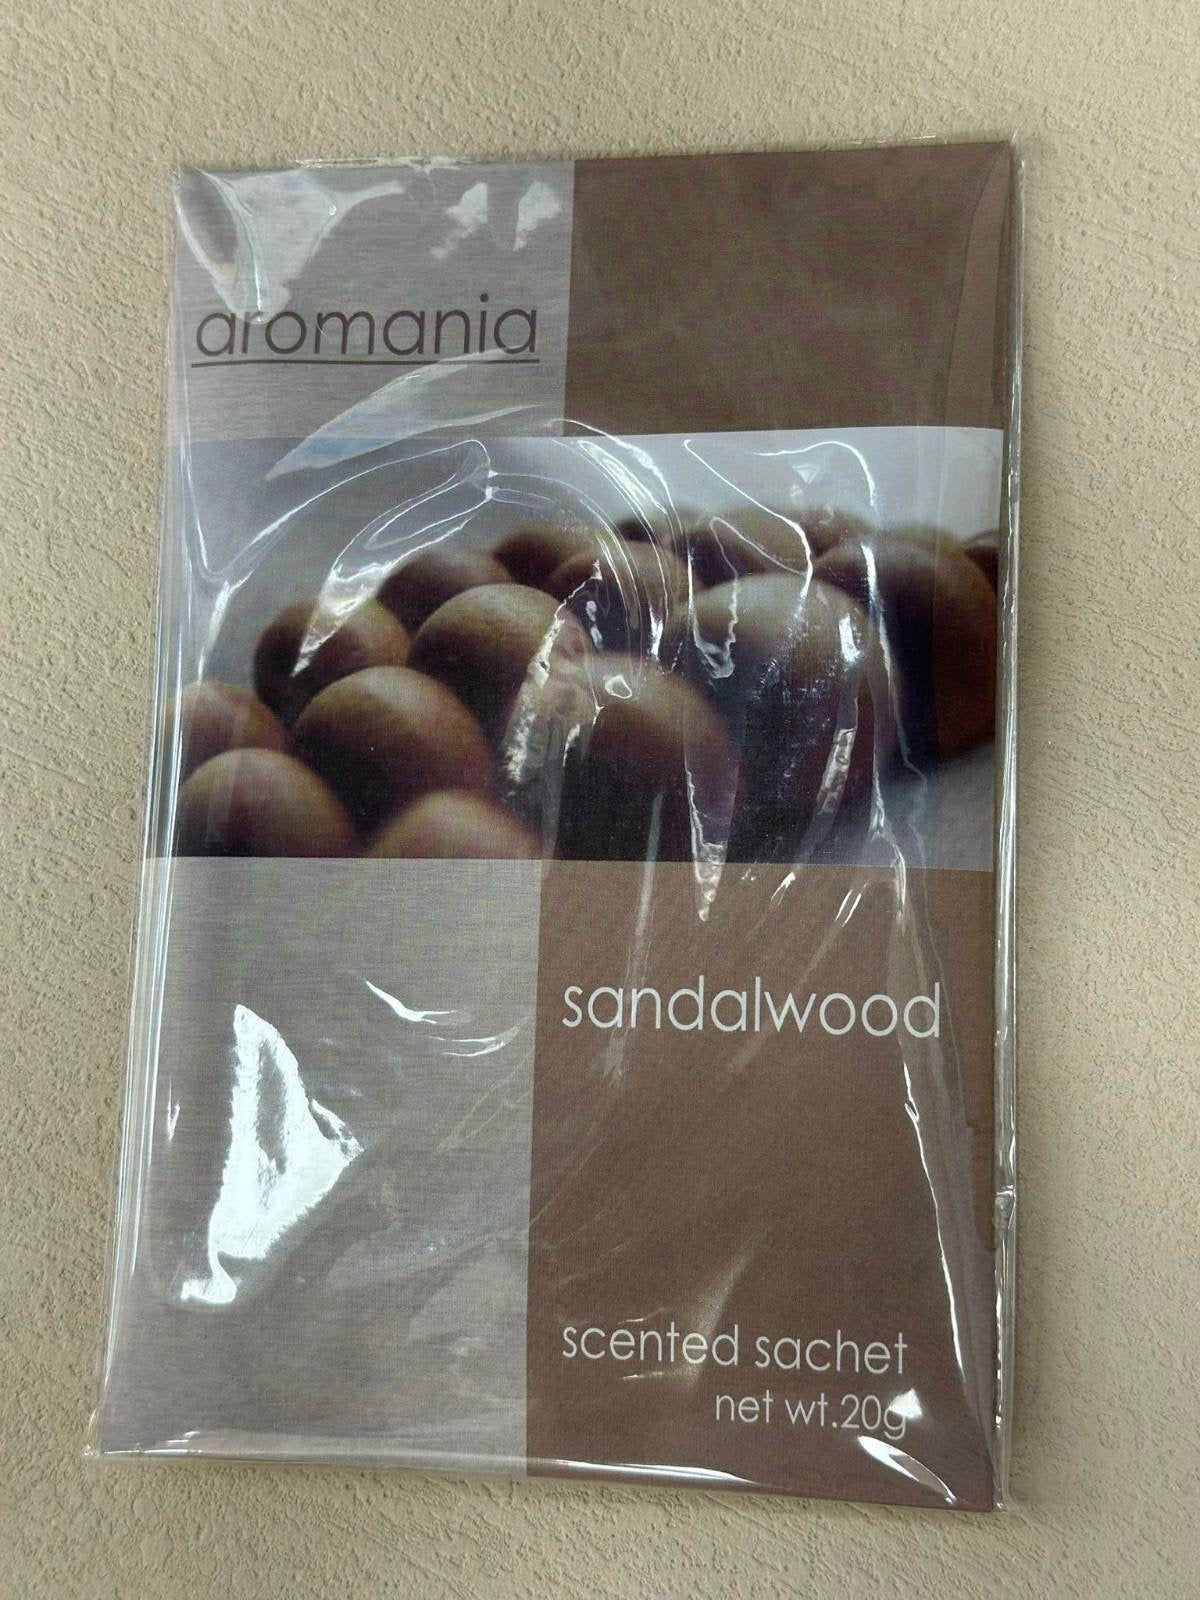 aromania
sandalwood
scented sachet
net wt.20g